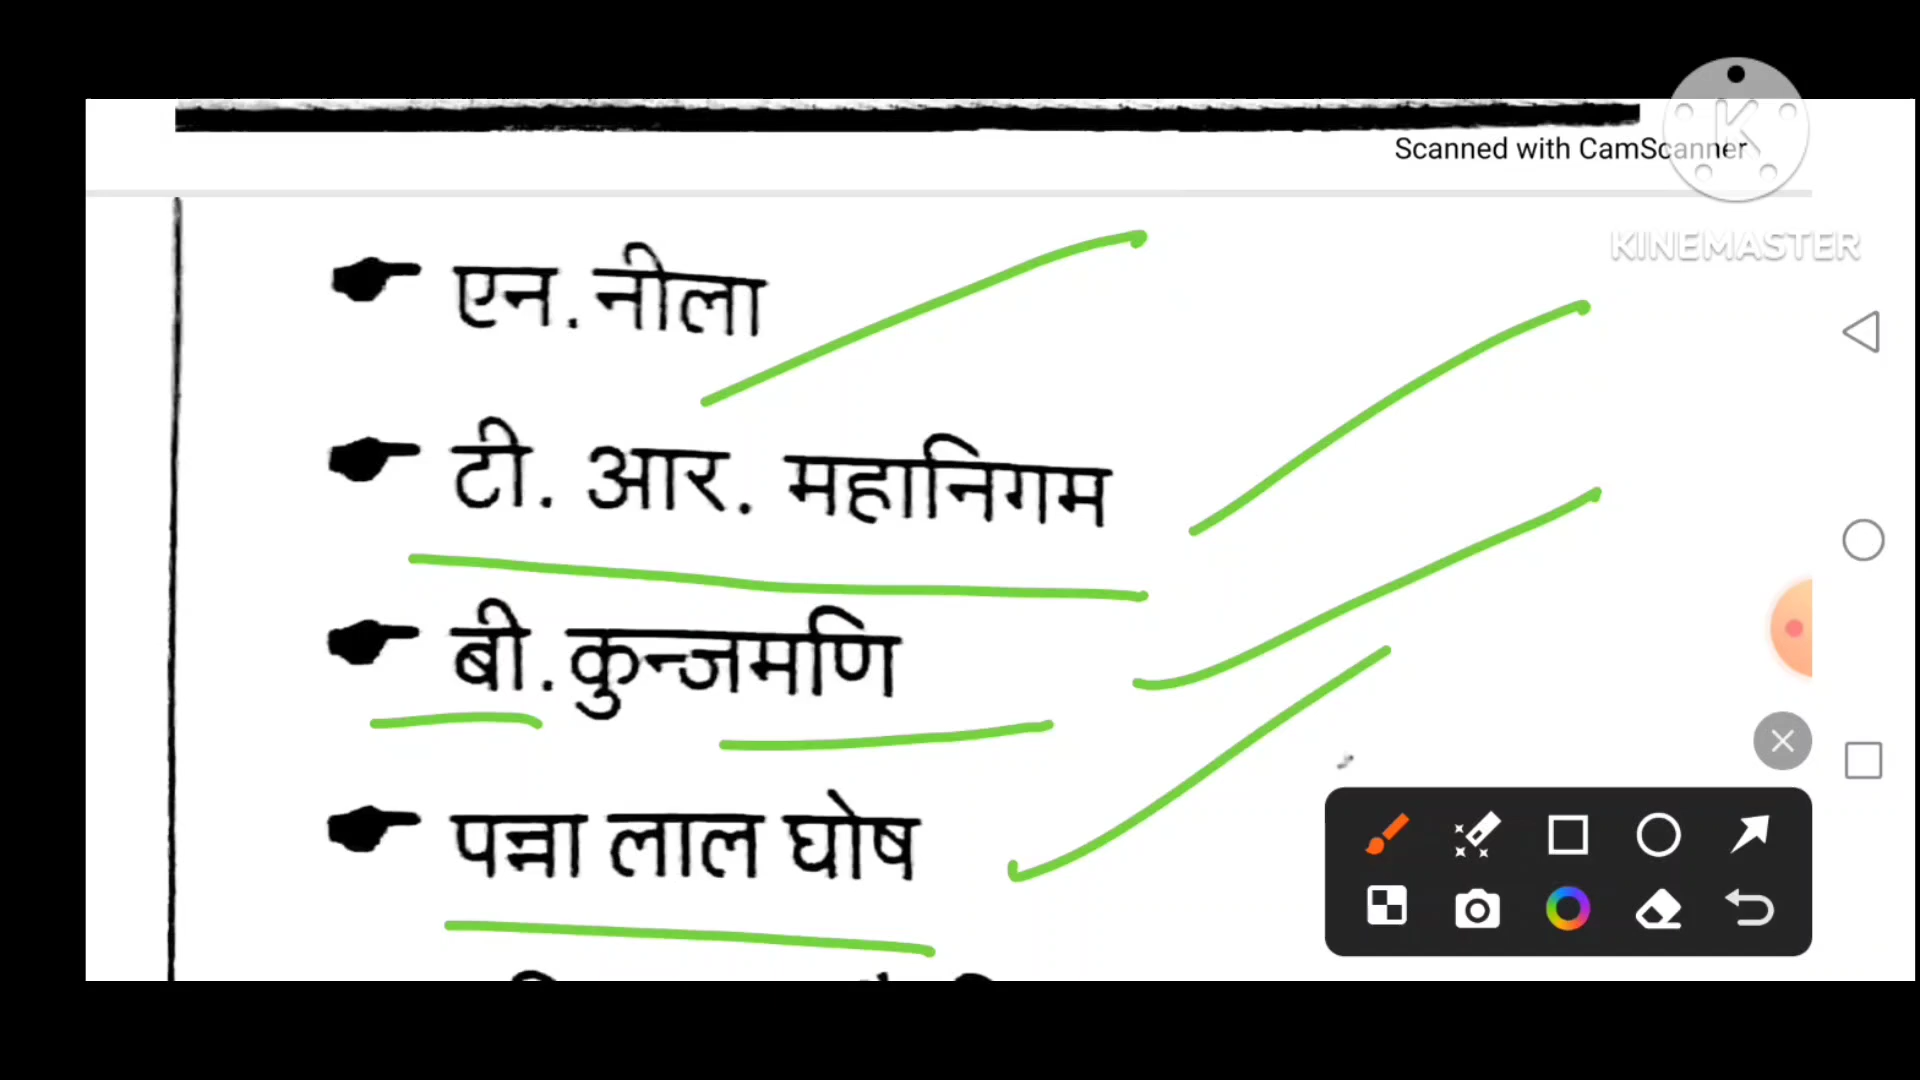 Scanned with CamScanner
KINEMASTER
एन. नीला
टी. आर. महानिगम
बी. कुन्जमणि
पन्ना लाल घोष